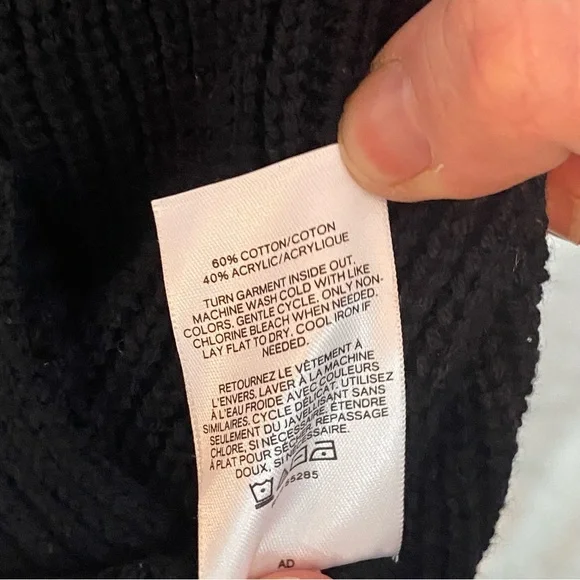 60% COTTON/COTON
40% ACRYLIC/ACRYLIQUE
TURN GARMENT INSIDE OUT.
MACHINE WASH COLD WITH LIKE
COLORS. GENTLE CYCLE. ONLY NON-
CHLORINE BLEACH WHEN NEEDED.
LAY FLAT TO DRY. COOL IRON IF
NEEDED.
RETOURNEZ LE VÊTEMENT À
L'ENVERS. LAVER À LA MACHINE
À L'EAU FROIDE AVEC COULEURS
SIMILAIRES. CYCLE DÉLICAT. UTILISEZ
SEULEMENT DU JAVELLISANT SANS
CHLORE, SI NÉCESSAIRE. ÉTENDRE
À PLAT POUR SÉCHER. REPASSAGE
DOUX, SI NÉCESSAIRE.
5285
AD